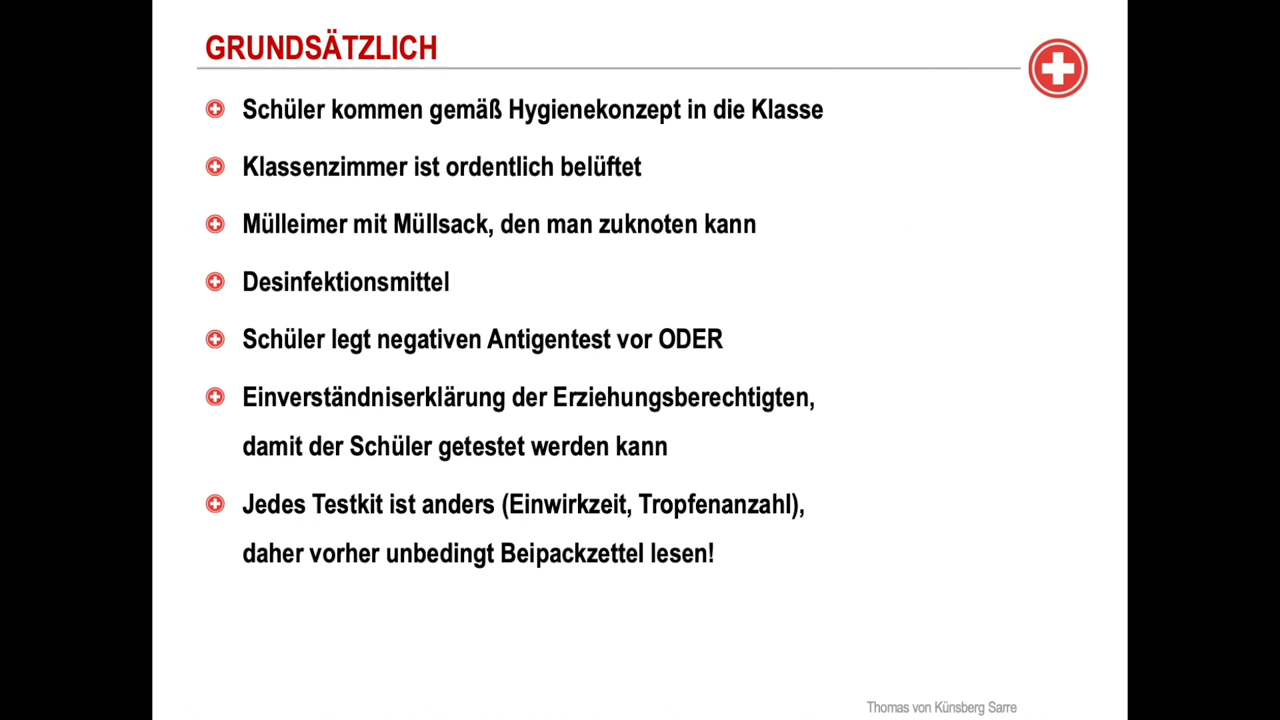 GRUNDSÄTZLICH
Schüler kommen gemäß Hygienekonzept in die Klasse
Klassenzimmer ist ordentlich belüftet
Mülleimer mit Müllsack, den man zuknoten kann
Desinfektionsmittel
Schüler legt negativen Antigentest vor ODER
Einverständniserklärung der Erziehungsberechtigten,
damit der Schüler getestet werden kann
Jedes Testkit ist anders (Einwirkzeit, Tropfenanzahl),
daher vorher unbedingt Beipackzettel lesen!
Thomas von Künsberg Sarre